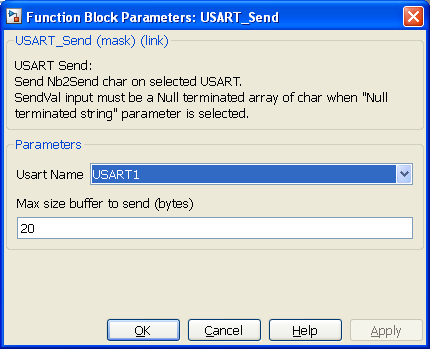 Function Block Parameters: USART_Send
USART_Send (mask) (link)
USART Send:
Send Nb2Send char on selected USART.
SendVal input must be a Null terminated array of char when "Null
terminated string" parameter is selected.
Parameters
Usart Name USART1
Max size buffer to send (bytes)
20
OK Cancel Help Apply